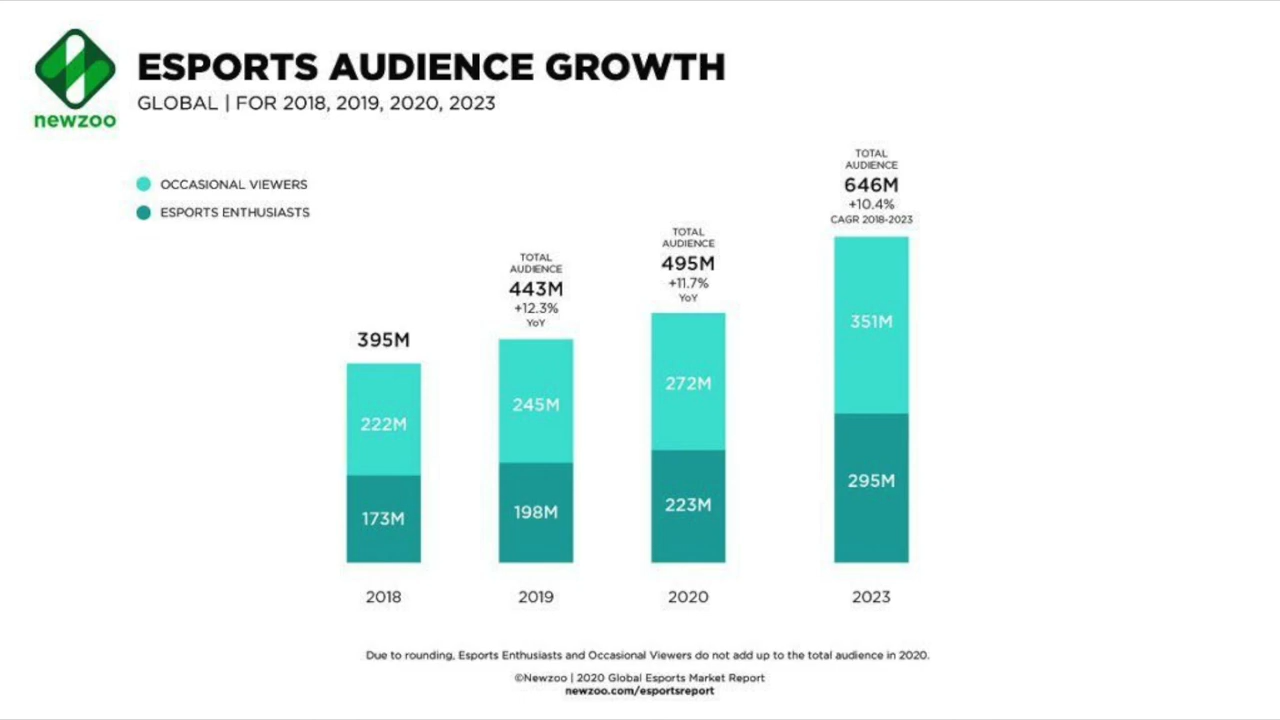 newzoo
ESPORTS AUDIENCE GROWTH
GLOBAL | FOR 2018, 2019, 2020, 2023
OCCASIONAL VIEWERS
ESPORTS ENTHUSIASTS
395M
222M
173M
2018
TOTAL
AUDIENCE
443M
+12.3%
YoY
245M
198M
2019
TOTAL
AUDIENCE
495M
+11.7%
YoY
272M
223M
2020
TOTAL
AUDIENCE
646M
+10.4%
CAGR 2018-2023
351M
295M
2023
Due to rounding, Esports Enthusiasts and Occasional Viewers do not add up to the total audience in 2020.
©Newzoo | 2020 Global Esports Market Report
newzoo.com/esportsreport